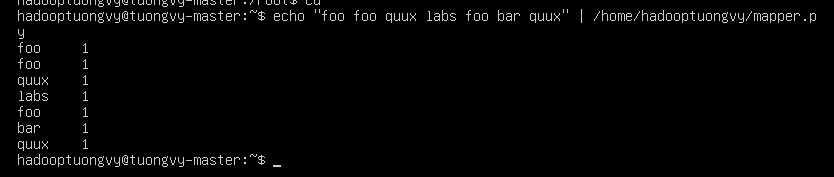 hadooptuongvy@tuongvy-master:/root$ cd
hadooptuongvy@tuongvy-master:~$ echo "foo foo quux labs foo bar quux" | /home/hadooptuongvy/mapper.p
y
foo	1
foo	1
quux	1
labs	1
foo	1
bar	1
quux	1
hadooptuongvy@tuongvy-master:~$ _